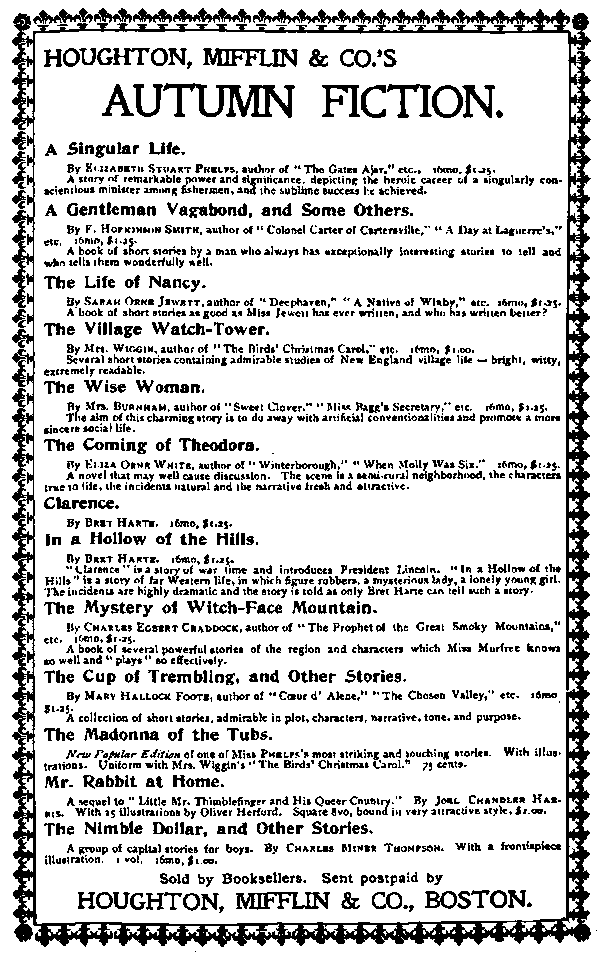 HOUGHTON, MIFFLIN & CO.'S
AUTUMN FICTION.
A Singular Life.
By ELIZABETH STUART PHELPS, author of "The Gates Ajar," etc., 16mo, $1.25.
A story of remarkable power and significance, depicting the heroic career of a singularly con-
scientious minister among fishermen, and the sublime success he achieved.
A Gentleman Vagabond, and Some Others.
By F. HOPKINSON SMITH, author of "Colonel Carter of Cartersville," "A Day at Laguerre's,"
etc. 16mo, $1.25.
A book of short stories by a man who always has exceptionally interesting stories to tell and
who tells them wonderfully well.
The Life of Nancy.
By SARAH ORNE JEWETT, author of "Deephaven," "A Native of Winby," etc. 16mo, $1.25.
A book of short stories as good as Miss Jewett has ever written, and who has written better?
The Village Watch-Tower.
By MRS. WIGGIN, author of "The Birds' Christmas Carol," etc. 16mo, $1.00.
Several short stories containing admirable studies of New England village life — bright, witty,
extremely readable.
The Wise Woman.
By MRS. BURNHAM, author of "Sweet Clover," "Miss Bagg's Secretary," etc. 16mo, $1.25.
The aim of this charming story is to do away with artificial conventionalities and promote a more
sincere social life.
The Coming of Theodora.
By ELIZA ORNE WHITE, author of "Winterborough," "When Molly Was Six." 16mo, $1.25.
A novel that may well cause discussion. The scene is a semi-rural neighborhood, the characters
true to life, the incidents natural and the narrative fresh and attractive.
Clarence.
By BRET HARTE. 16mo, $1.25.
In a Hollow of the Hills.
By BRET HARTE. 16mo, $1.25.
"Clarence" is a story of war time and introduces President Lincoln. "In a Hollow of the
Hills" is a story of far Western life, in which figure robbers, a mysterious lady, a lonely young girl.
The incidents are highly dramatic and the story is told as only Bret Harte can tell such a story.
The Mystery of Witch-Face Mountain.
By CHARLES EGBERT CRADDOCK, author of "The Prophet of the Great Smoky Mountains,"
etc. 16mo, $1.25.
A book of several powerful stories of the region and characters which Miss Murfree knows
so well and "plays" so effectively.
The Cup of Trembling, and Other Stories.
By MARY HALLOCK FOOTE, author of "Cœur d' Alene," "The Chosen Valley," etc. 16mo
$1.25.
A collection of short stories, admirable in plot, characters, narrative, tone, and purpose.
The Madonna of the Tubs.
New Popular Edition of one of Miss PHELPS'S most striking and touching stories. With illus-
trations. Uniform with Mrs. Wiggin's "The Birds' Christmas Carol." 75 cents.
Mr. Rabbit at Home.
A sequel to "Little Mr. Thimblefinger and His Queer Country." By JOEL CHANDLER HAR-
RIS. With 25 illustrations by Oliver Herford. Square 8vo, bound in very attractive style, $2.00.
The Nimble Dollar, and Other Stories.
A group of capital stories for boys. By CHARLES MINER THOMPSON. With a frontispiece
illustration. 1 vol. 16mo, $1.00.
Sold by Booksellers. Sent postpaid by
HOUGHTON, MIFFLIN & CO., BOSTON.